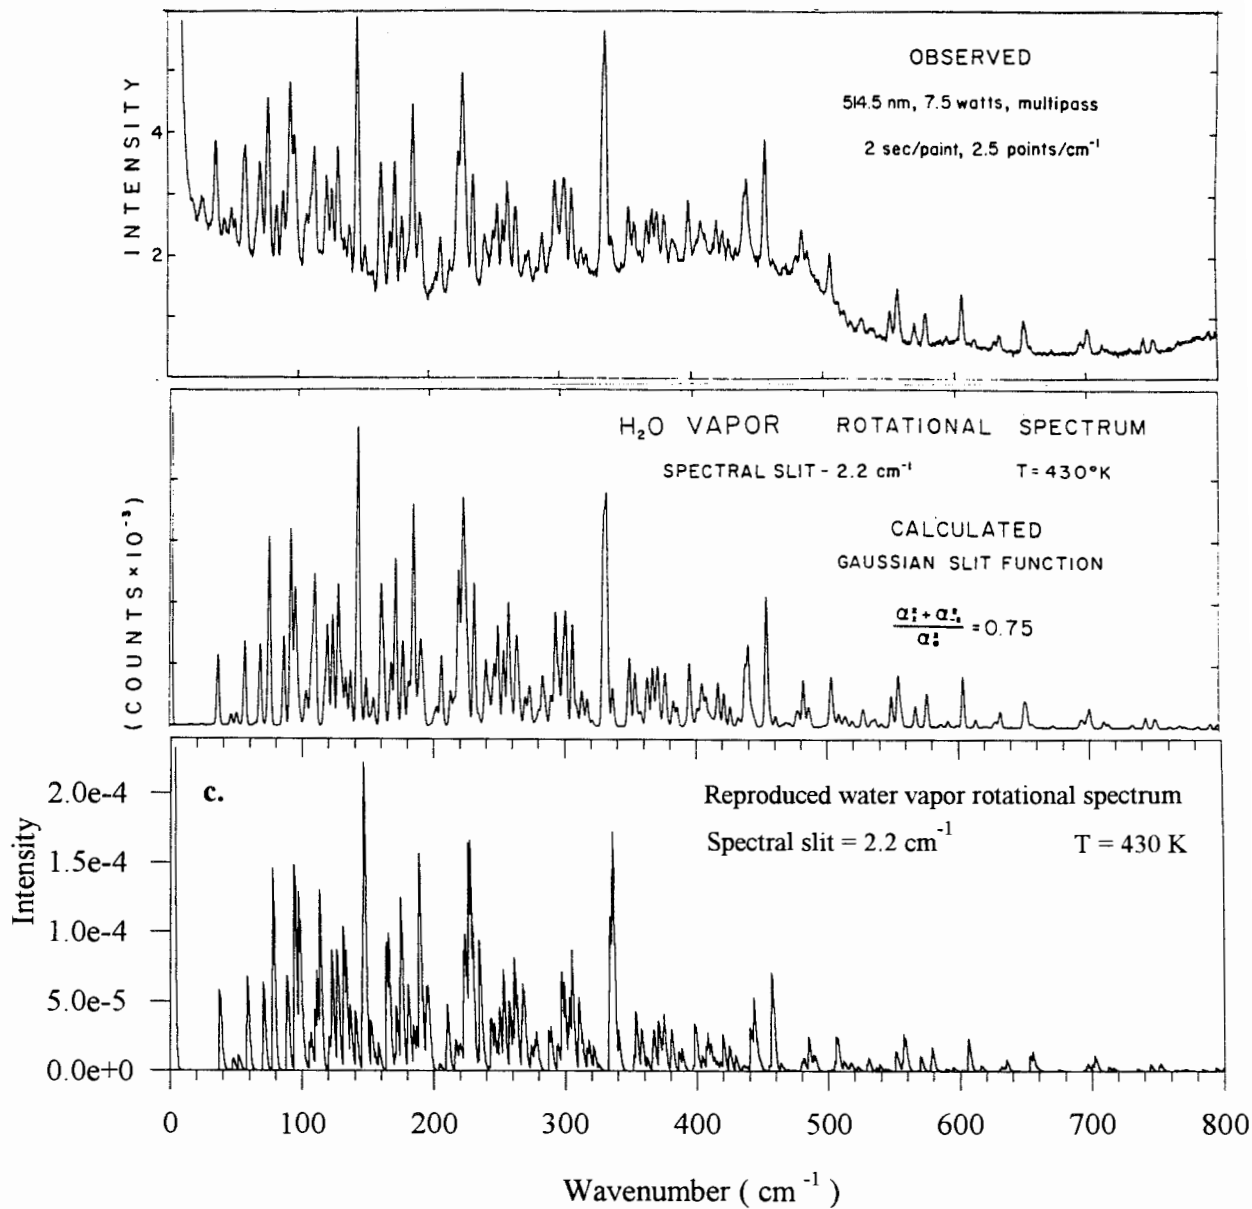 OBSERVED
514.5 nm, 7.5 watts, multipass
2 sec/paint, 2.5 points/cm⁻¹
INTENSITY
4
2
H₂O VAPOR ROTATIONAL SPECTRUM
SPECTRAL SLIT - 2.2 cm⁻¹ T = 430°K
CALCULATED
GAUSSIAN SLIT FUNCTION
= 0.75
(COUNTS × 10⁻³)
c.
Reproduced water vapor rotational spectrum
Spectral slit = 2.2 cm⁻¹ T = 430 K
Intensity
2.0e-4
1.5e-4
1.0e-4
5.0e-5
0.0e+0
0 100 200 300 400 500 600 700 800
Wavenumber ( cm⁻¹ )